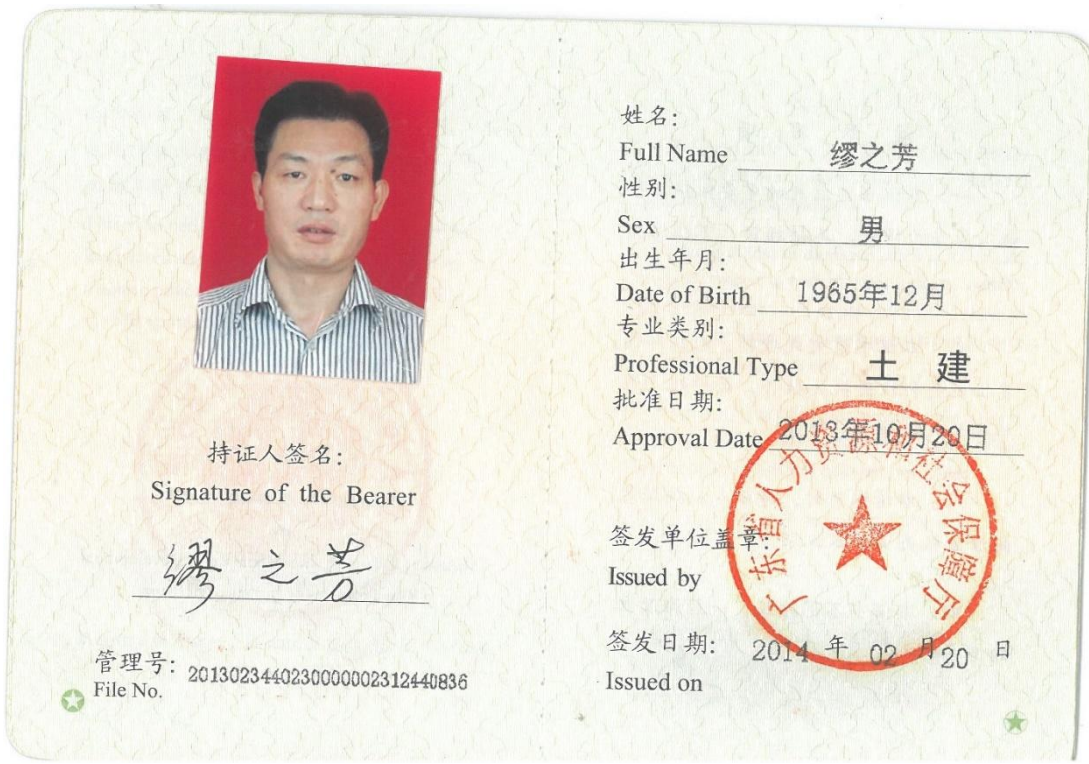 持证人签名:
Signature of the Bearer
缪之芳
管理号: 2013023440230000002312440836
File No.
姓名:
Full Name 缪之芳
性别:
Sex 男
出生年月:
Date of Birth 1965年12月
专业类别:
Professional Type 土 建
批准日期:
Approval Date 2013年10月20日
广东省人力资源和社会保障厅
签发单位盖章:
Issued by
签发日期: 2014 年 02 月 20 日
Issued on